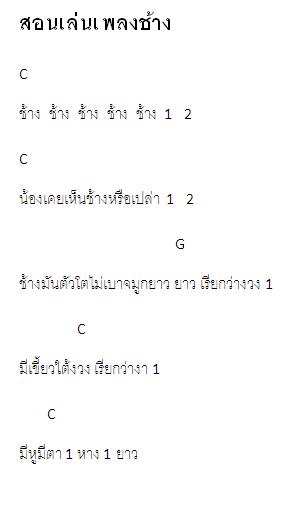 สอนเล่นเพลงช้าง
C
ช้าง ช้าง ช้าง ช้าง ช้าง 1 2
C
น้องเคยเห็นช้างหรือเปล่า 1 2
G
ช้างมันตัวโตไม่เบาจมูกยาว ยาว เรียกว่างวง 1
C
มีเขี้ยวใต้งวง เรียกว่างา 1
C
มีหูมีตา 1 หาง 1 ยาว